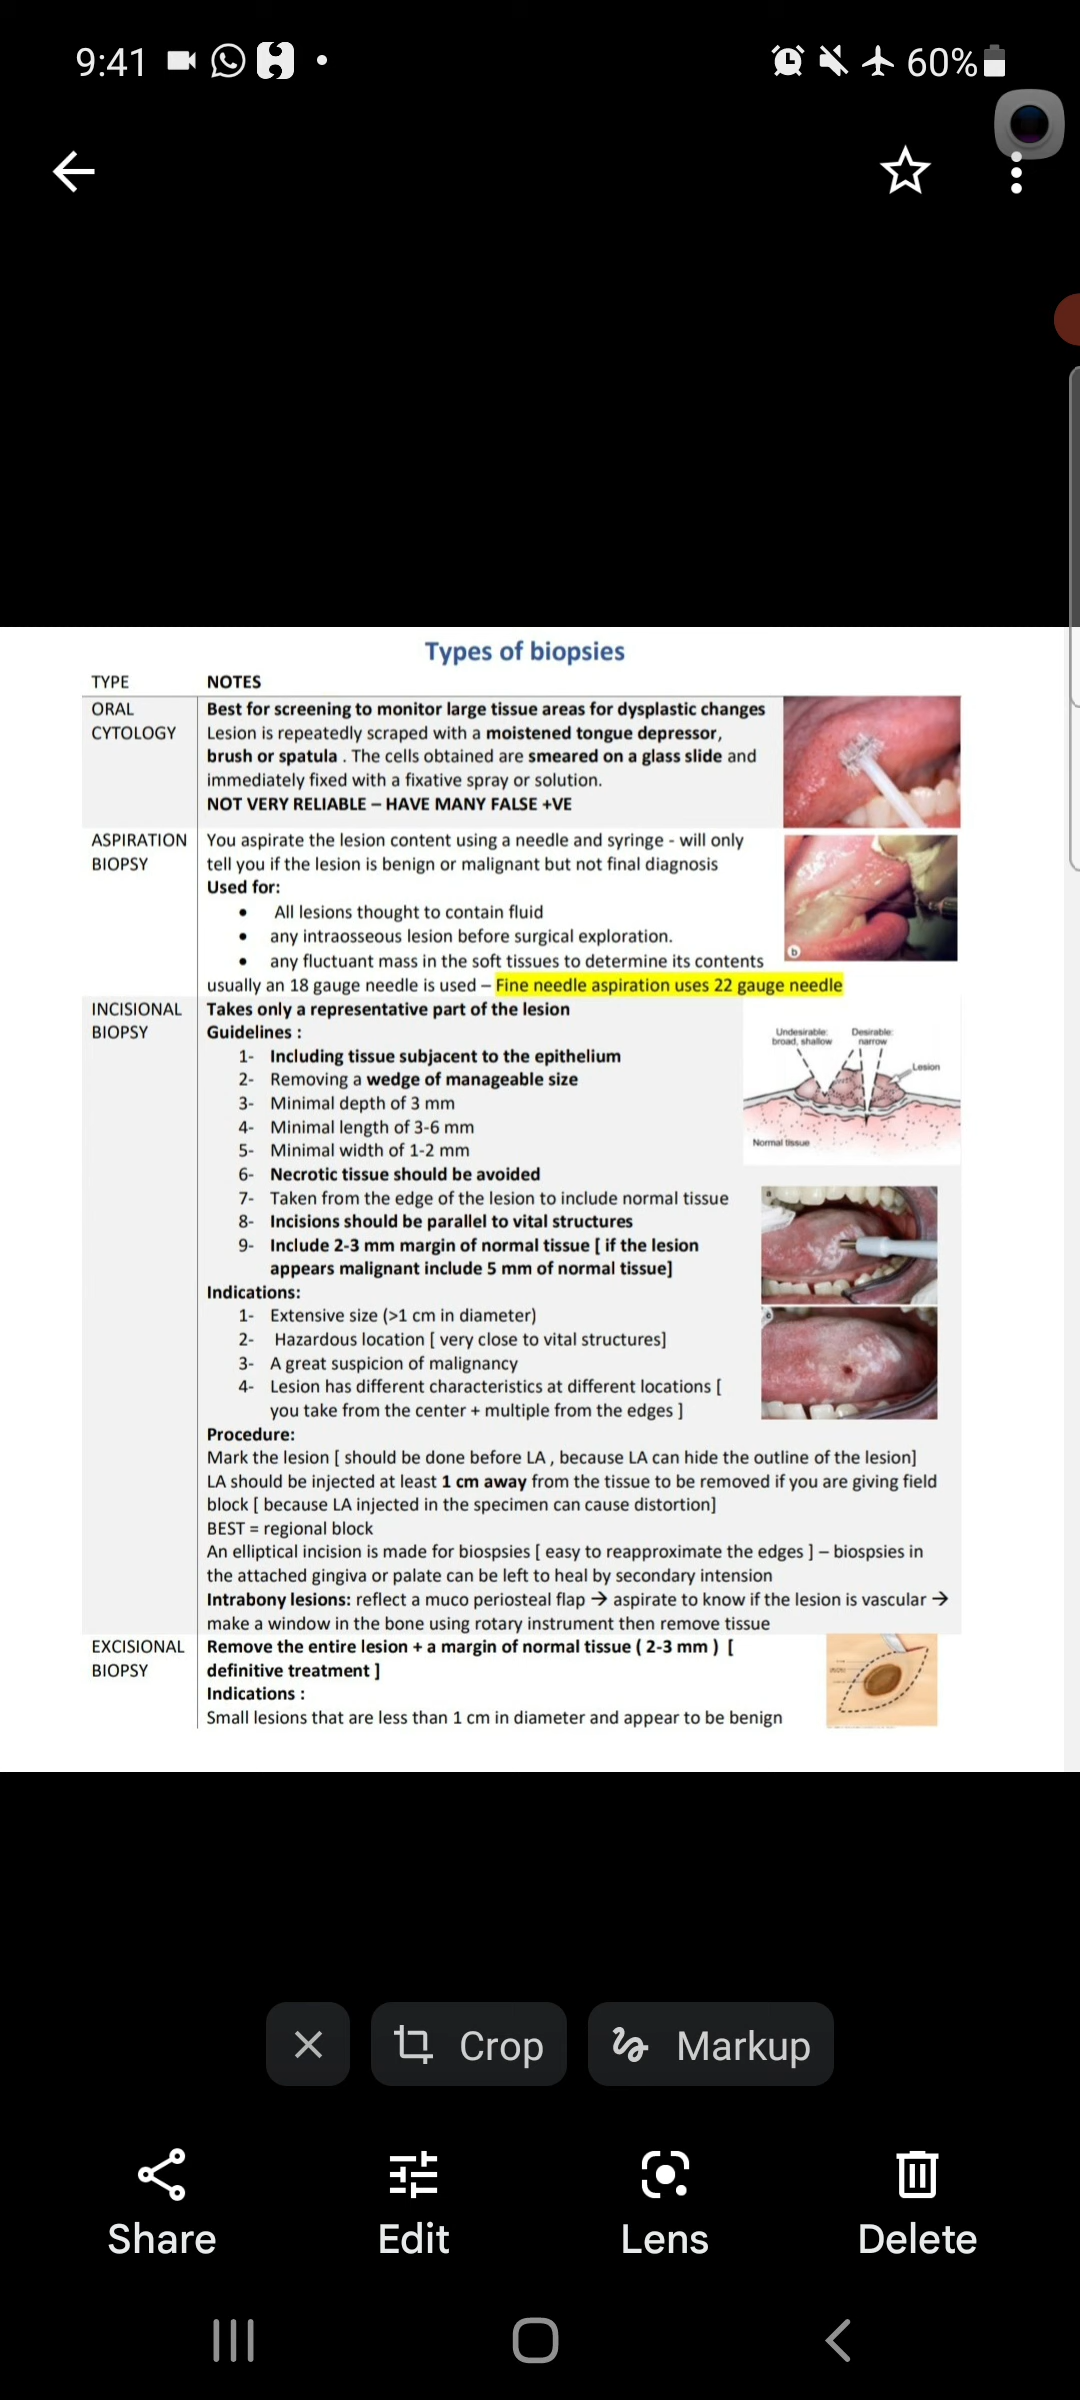 9:41
60%
Types of biopsies
TYPE NOTES
ORAL CYTOLOGY
Best for screening to monitor large tissue areas for dysplastic changes
Lesion is repeatedly scraped with a moistened tongue depressor,
brush or spatula . The cells obtained are smeared on a glass slide and
immediately fixed with a fixative spray or solution.
NOT VERY RELIABLE – HAVE MANY FALSE +VE
ASPIRATION BIOPSY
You aspirate the lesion content using a needle and syringe - will only
tell you if the lesion is benign or malignant but not final diagnosis
Used for:
• All lesions thought to contain fluid
• any intraosseous lesion before surgical exploration.
• any fluctuant mass in the soft tissues to determine its contents
usually an 18 gauge needle is used – Fine needle aspiration uses 22 gauge needle
b
INCISIONAL BIOPSY
Takes only a representative part of the lesion
Guidelines :
1- Including tissue subjacent to the epithelium
2- Removing a wedge of manageable size
3- Minimal depth of 3 mm
4- Minimal length of 3-6 mm
5- Minimal width of 1-2 mm
6- Necrotic tissue should be avoided
7- Taken from the edge of the lesion to include normal tissue
8- Incisions should be parallel to vital structures
9- Include 2-3 mm margin of normal tissue [ if the lesion
appears malignant include 5 mm of normal tissue]
Undesirable: broad, shallow
Desirable: narrow
Lesion
Normal tissue
Indications:
1- Extensive size (>1 cm in diameter)
2- Hazardous location [ very close to vital structures]
3- A great suspicion of malignancy
4- Lesion has different characteristics at different locations [
you take from the center + multiple from the edges ]
Procedure:
Mark the lesion [ should be done before LA , because LA can hide the outline of the lesion]
LA should be injected at least 1 cm away from the tissue to be removed if you are giving field
block [ because LA injected in the specimen can cause distortion]
BEST = regional block
An elliptical incision is made for biospsies [ easy to reapproximate the edges ] – biospsies in
the attached gingiva or palate can be left to heal by secondary intension
Intrabony lesions: reflect a muco periosteal flap → aspirate to know if the lesion is vascular →
make a window in the bone using rotary instrument then remove tissue
EXCISIONAL BIOPSY
Remove the entire lesion + a margin of normal tissue ( 2-3 mm ) [
definitive treatment ]
Indications :
Small lesions that are less than 1 cm in diameter and appear to be benign
Crop
Markup
Share
Edit
Lens
Delete